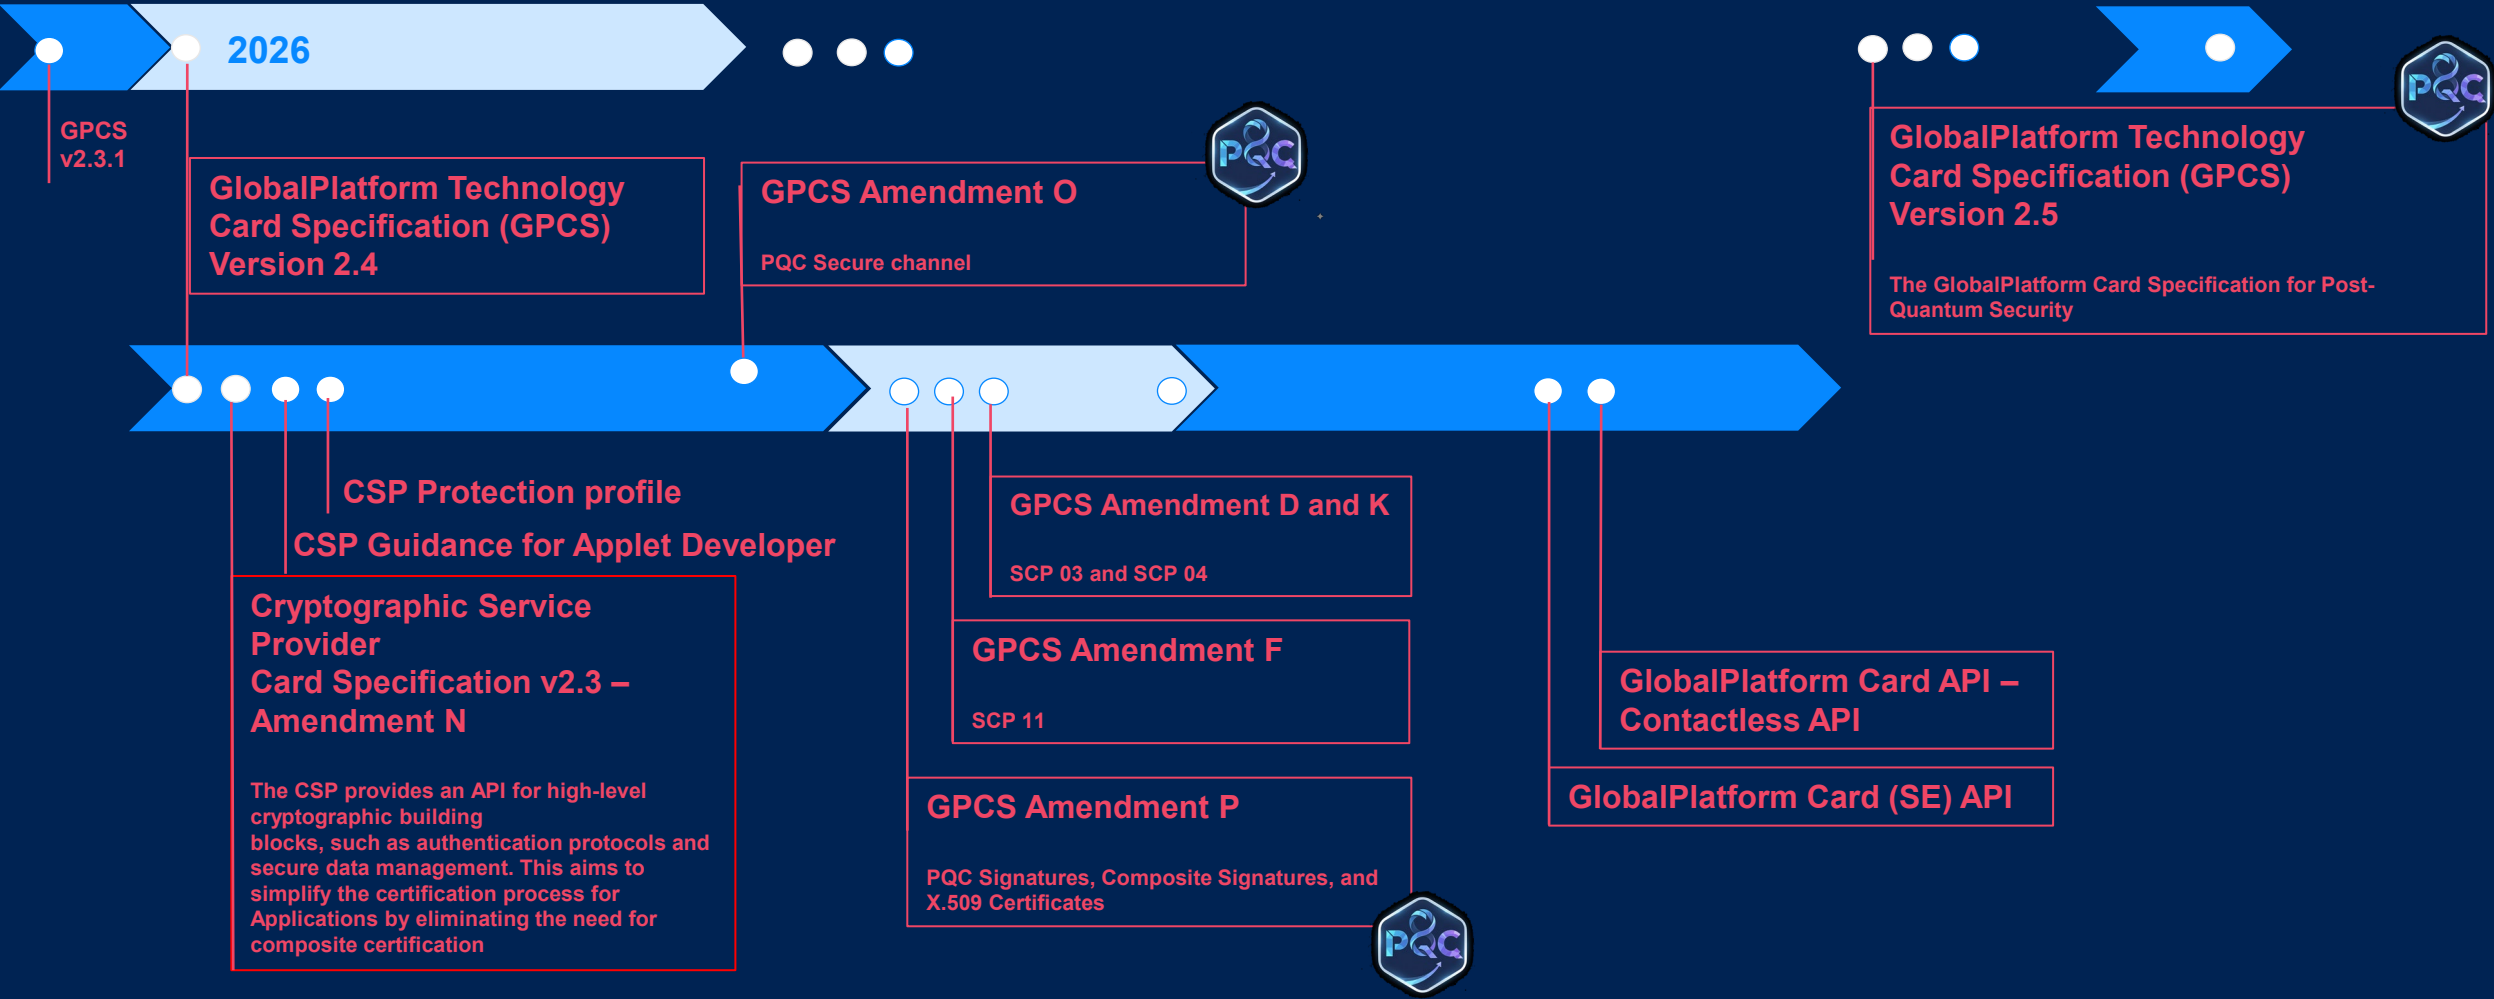 2026
GPCS
v2.3.1
GlobalPlatform Technology
Card Specification (GPCS)
Version 2.4
GPCS Amendment O
PQC Secure channel
PQC
GlobalPlatform Technology
Card Specification (GPCS)
Version 2.5
The GlobalPlatform Card Specification for Post-
Quantum Security
PQC
CSP Protection profile
CSP Guidance for Applet Developer
Cryptographic Service
Provider
Card Specification v2.3 –
Amendment N
The CSP provides an API for high-level
cryptographic building
blocks, such as authentication protocols and
secure data management. This aims to
simplify the certification process for
Applications by eliminating the need for
composite certification
GPCS Amendment D and K
SCP 03 and SCP 04
GPCS Amendment F
SCP 11
GPCS Amendment P
PQC Signatures, Composite Signatures, and
X.509 Certificates
PQC
GlobalPlatform Card API –
Contactless API
GlobalPlatform Card (SE) API